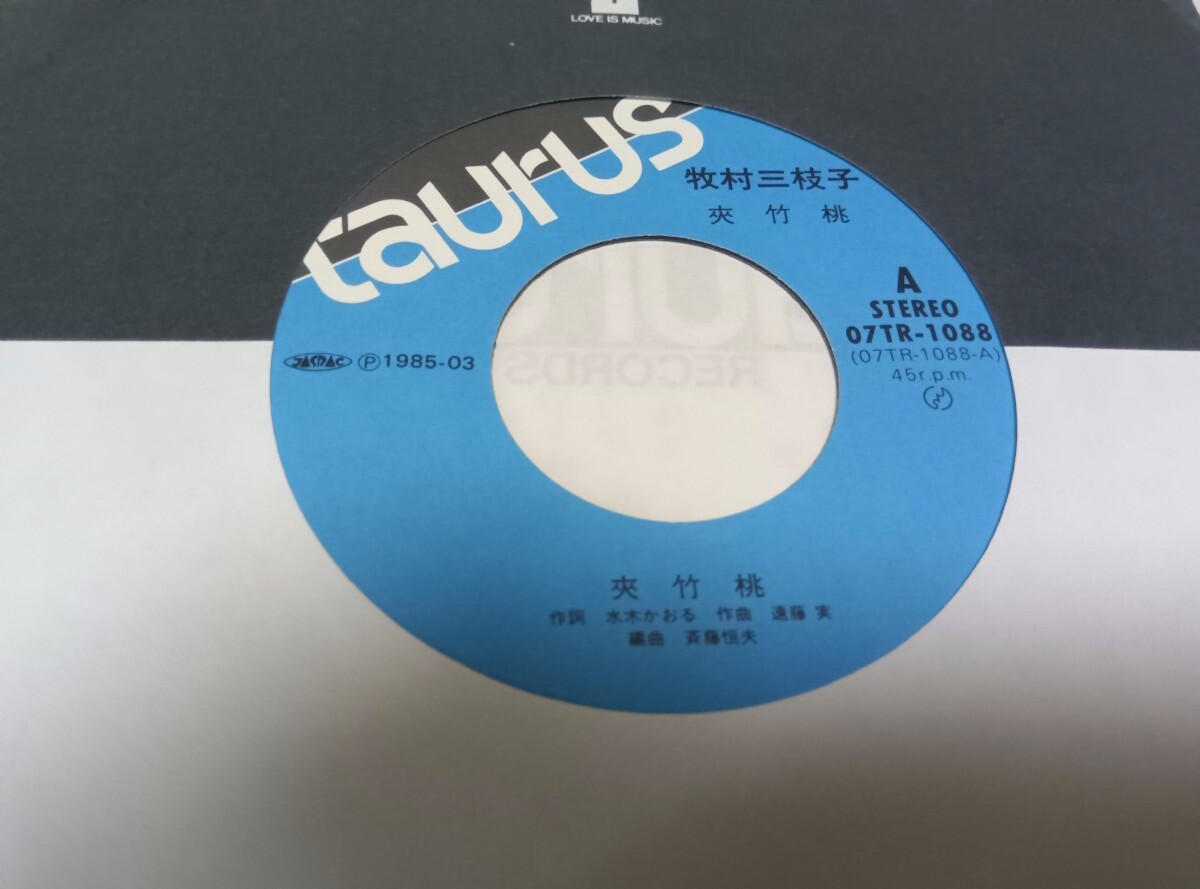 LOVE IS MUSIC
taurus
牧村三枝子
夾竹桃
A
STEREO
07TR-1088
(07TR-1088-A)
45r.p.m.
JASRAC Ⓟ1985-03
RECORDS
夾竹桃
作詞 水木かおる 作曲 遠藤 実
編曲 斉藤恒夫